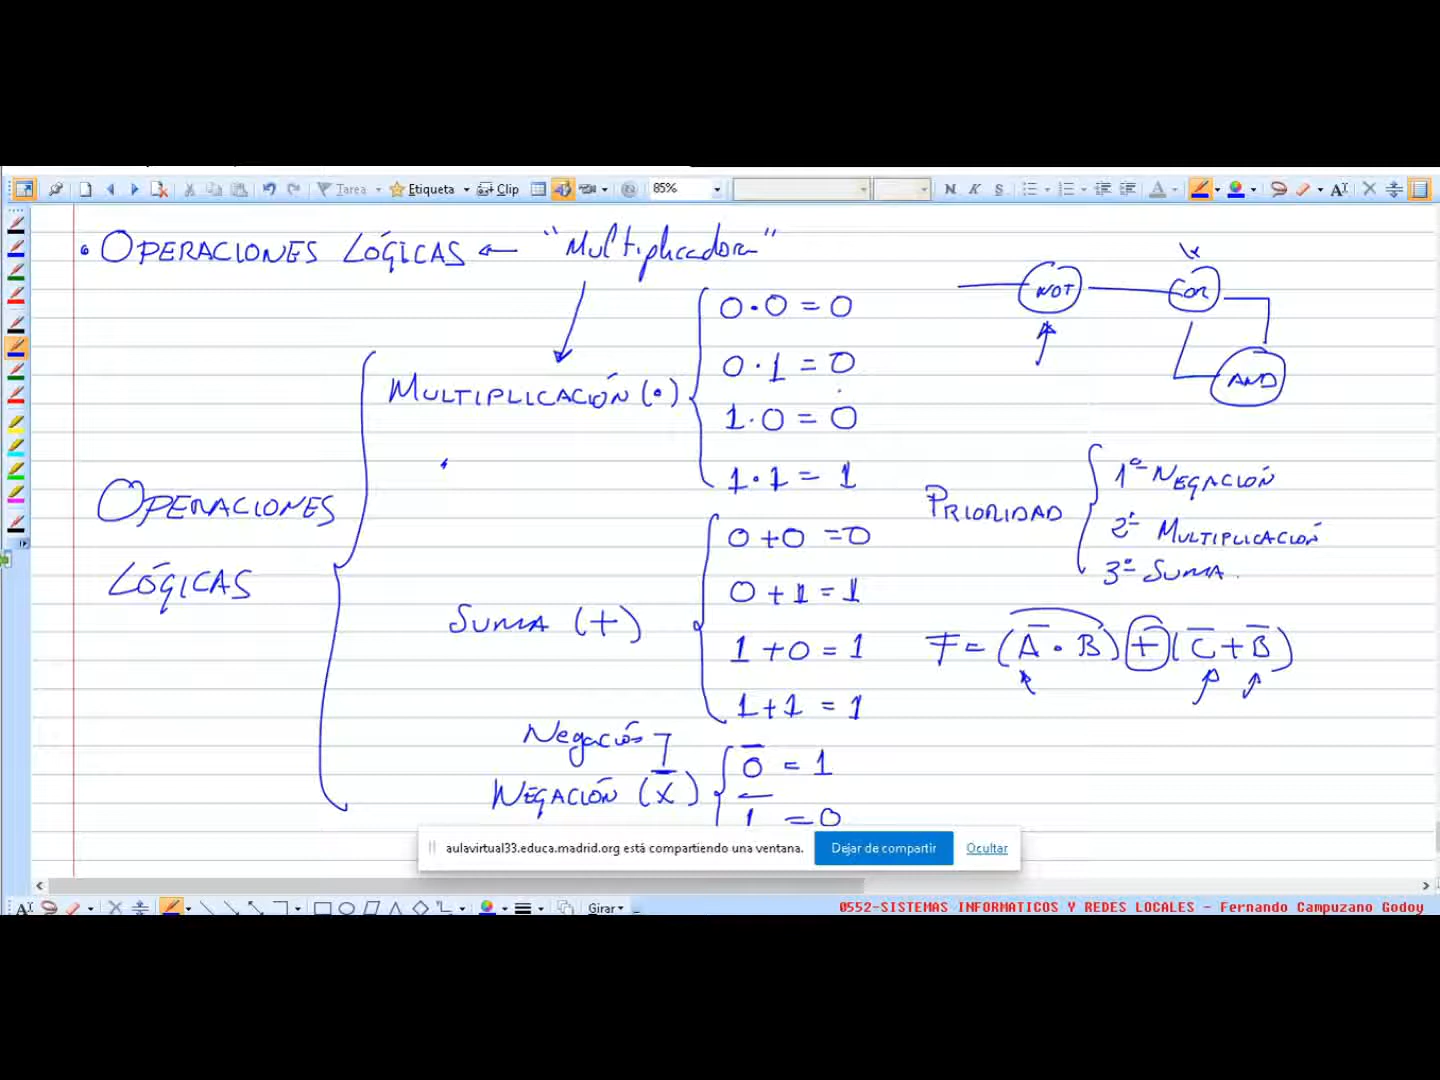 Tarea Etiqueta Clip 85% N K S
• OPERACIONES LÓGICAS ← "Multiplicadora"
OPERACIONES
LÓGICAS
MULTIPLICACIÓN (•)
0 • 0 = 0
0 • 1 = 0
1 • 0 = 0
1 • 1 = 1
SUMA (+)
0 + 0 = 0
0 + 1 = 1
1 + 0 = 1
1 + 1 = 1
Negación
NEGACIÓN (X̅)
0̅ = 1
1̅ = 0
NOT
OR
AND
PRIORIDAD
1º- NEGACIÓN
2º- MULTIPLICACIÓN
3º- SUMA
F = (A̅ • B) + (C̅ + B̅)
aulavirtual33.educa.madrid.org está compartiendo una ventana. Dejar de compartir Ocultar
Girar
0552-SISTEMAS INFORMATICOS Y REDES LOCALES - Fernando Campuzano Godoy